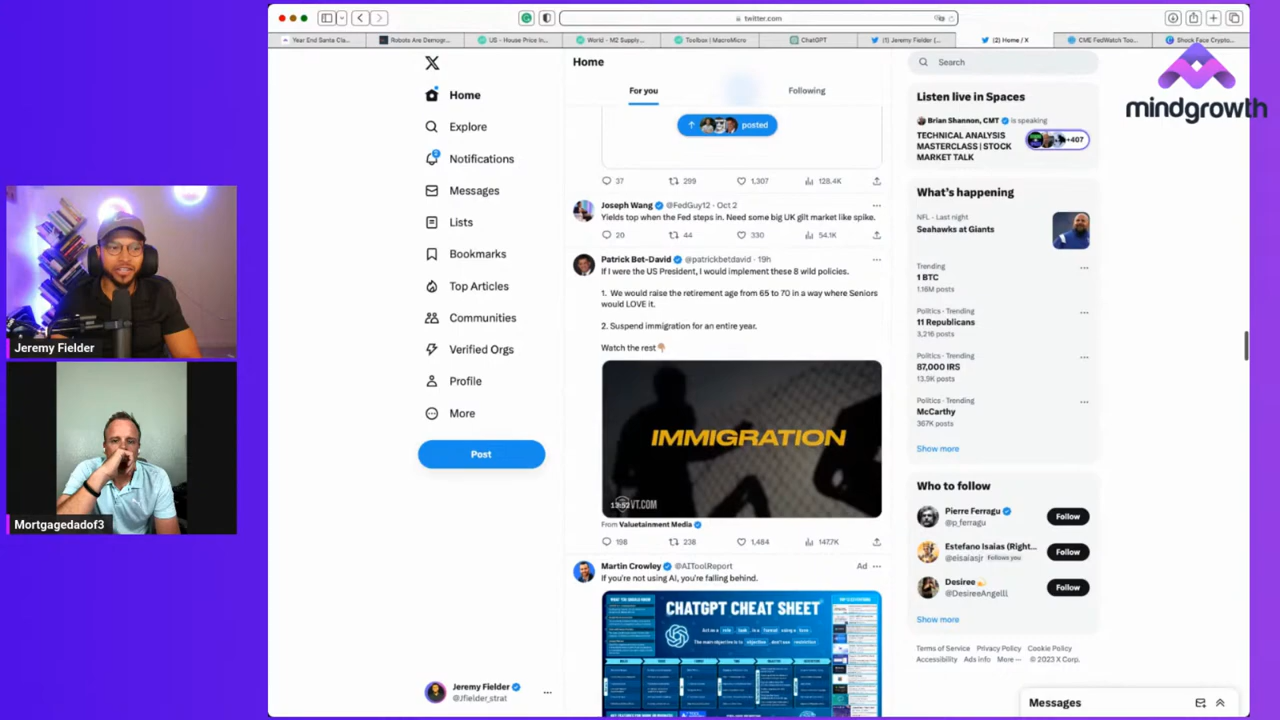 twitter.com
Year End Santa Cla...
Robots Are Demogr...
US - House Price In...
World - M2 Supply...
Toolbox | MacroMicro
ChatGPT
(1) Jeremy Fielder (...
(2) Home / X
CME FedWatch Too...
Shock Face Crypto...
mindgrowth
Jeremy Fielder
Mortgagedadof3
Home
Explore
Notifications
2
Messages
Lists
Bookmarks
Top Articles
Communities
Verified Orgs
Profile
More
Post
Jeremy Fielder
@Jfielder_strat
Home
For you
Following
posted
37
299
1,307
128.4K
Joseph Wang @FedGuy12 · Oct 2
Yields top when the Fed steps in. Need some big UK gilt market like spike.
20
44
330
54.1K
Patrick Bet-David @patrickbetdavid · 19h
If I were the US President, I would implement these 8 wild policies.
1. We would raise the retirement age from 65 to 70 in a way where Seniors
would LOVE it.
2. Suspend immigration for an entire year.
Watch the rest
IMMIGRATION
13:52
VT.COM
From Valuetainment Media
198
238
1,484
147.7K
Martin Crowley @AIToolReport
Ad
If you're not using AI, you're falling behind.
CHATGPT CHEAT SHEET
Search
Listen live in Spaces
Brian Shannon, CMT is speaking
TECHNICAL ANALYSIS
MASTERCLASS | STOCK
MARKET TALK
+407
What's happening
NFL · Last night
Seahawks at Giants
Trending
1 BTC
1.16M posts
Politics · Trending
11 Republicans
3,216 posts
Politics · Trending
87,000 IRS
13.9K posts
Politics · Trending
McCarthy
367K posts
Show more
Who to follow
Pierre Ferragu
@p_ferragu
Follow
Estefano Isaias (Right...
@eisaiasjr Follows you
Follow
Desiree
@DesireeAngelll
Follow
Show more
Terms of Service Privacy Policy Cookie Policy
Accessibility Ads info More ··· © 2023 X Corp.
Messages